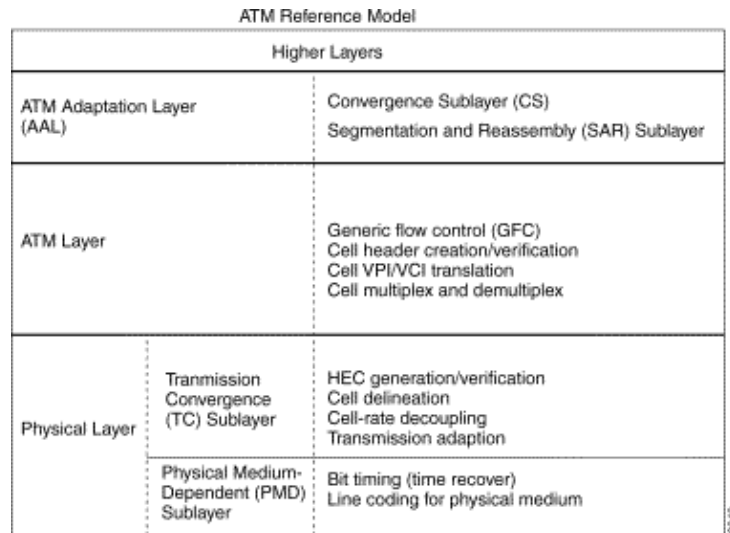 ATM Reference Model
Higher Layers
ATM Adaptation Layer
(AAL)
Convergence Sublayer (CS)
Segmentation and Reassembly (SAR) Sublayer
ATM Layer
Generic flow control (GFC)
Cell header creation/verification
Cell VPI/VCI translation
Cell multiplex and demultiplex
Physical Layer
Tranmission
Convergence
(TC) Sublayer
HEC generation/verification
Cell delineation
Cell-rate decoupling
Transmission adaption
Physical Medium-
Dependent (PMD)
Sublayer
Bit timing (time recover)
Line coding for physical medium